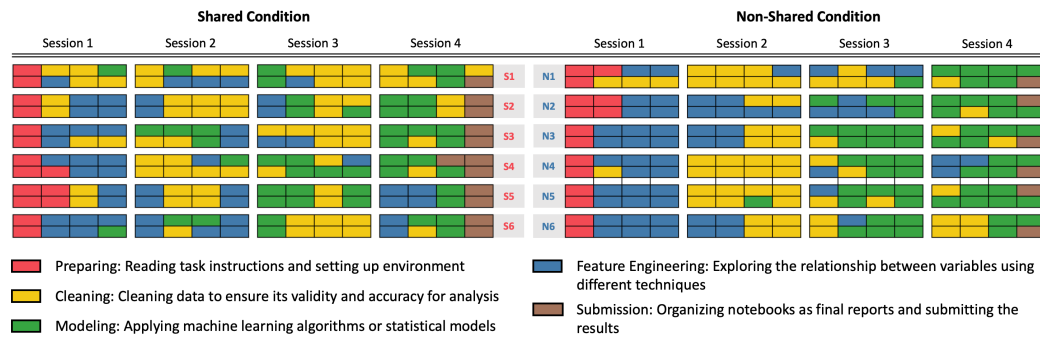 Shared Condition
Non-Shared Condition
Session 1
Session 2
Session 3
Session 4
Session 1
Session 2
Session 3
Session 4
S1
N1
S2
N2
S3
N3
S4
N4
S5
N5
S6
N6
Preparing: Reading task instructions and setting up environment
Cleaning: Cleaning data to ensure its validity and accuracy for analysis
Modeling: Applying machine learning algorithms or statistical models
Feature Engineering: Exploring the relationship between variables using
different techniques
Submission: Organizing notebooks as final reports and submitting the
results